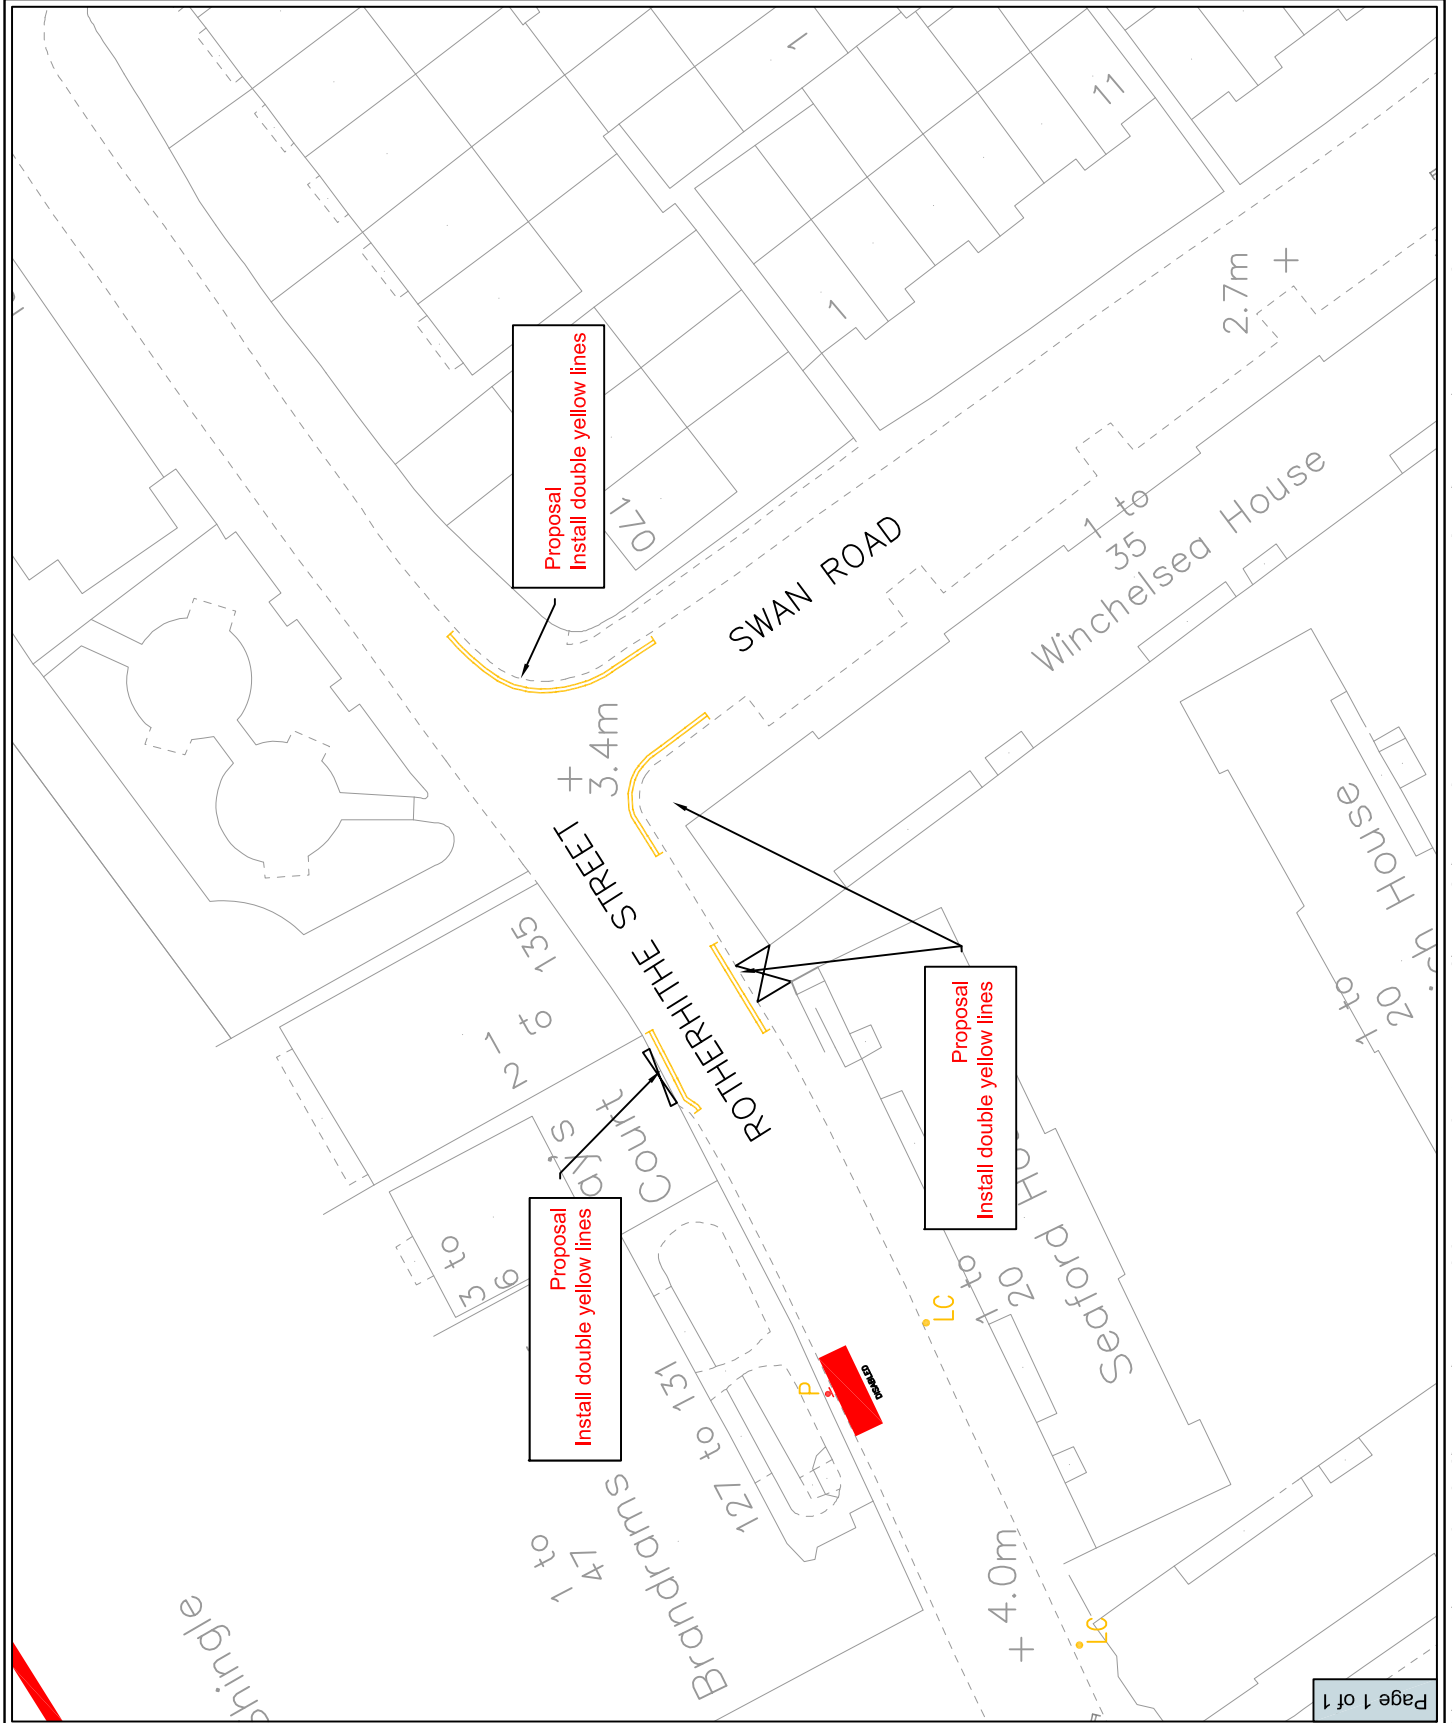 1
11
1
2.7m
Proposal
Install double yellow lines
170
SWAN ROAD
1 to
35
Winchelsea House
3.4m
ROTHERHITHE STREET
135
1 to
2
Court
3 to
6
Proposal
Install double yellow lines
Proposal
Install double yellow lines
House
1 to
20
1 to
20
Seaford Ho
LC
P
DISABLED
127 to 131
1 to
47
Brandrams
4.0m
LC
Page 1 of 1